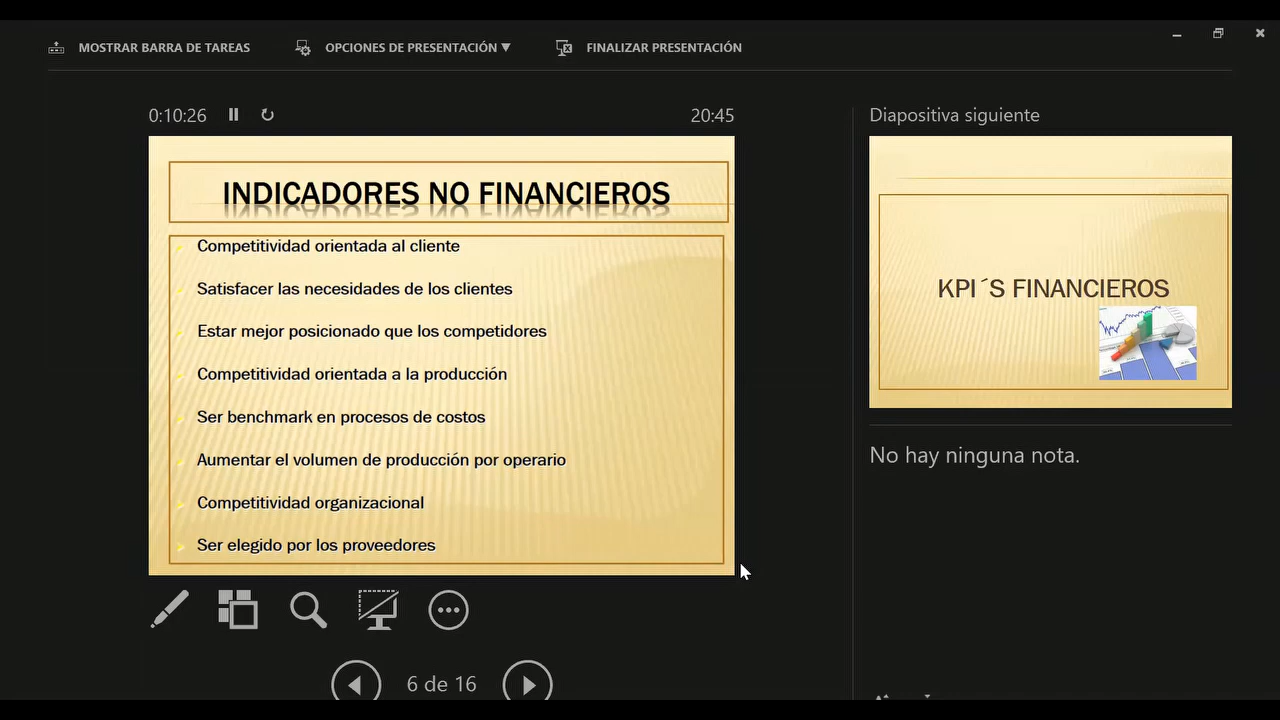 MOSTRAR BARRA DE TAREAS
OPCIONES DE PRESENTACIÓN ▼
FINALIZAR PRESENTACIÓN
0:10:26
20:45
INDICADORES NO FINANCIEROS
Competitividad orientada al cliente
Satisfacer las necesidades de los clientes
Estar mejor posicionado que los competidores
Competitividad orientada a la producción
Ser benchmark en procesos de costos
Aumentar el volumen de producción por operario
Competitividad organizacional
Ser elegido por los proveedores
6 de 16
Diapositiva siguiente
KPI´S FINANCIEROS
No hay ninguna nota.